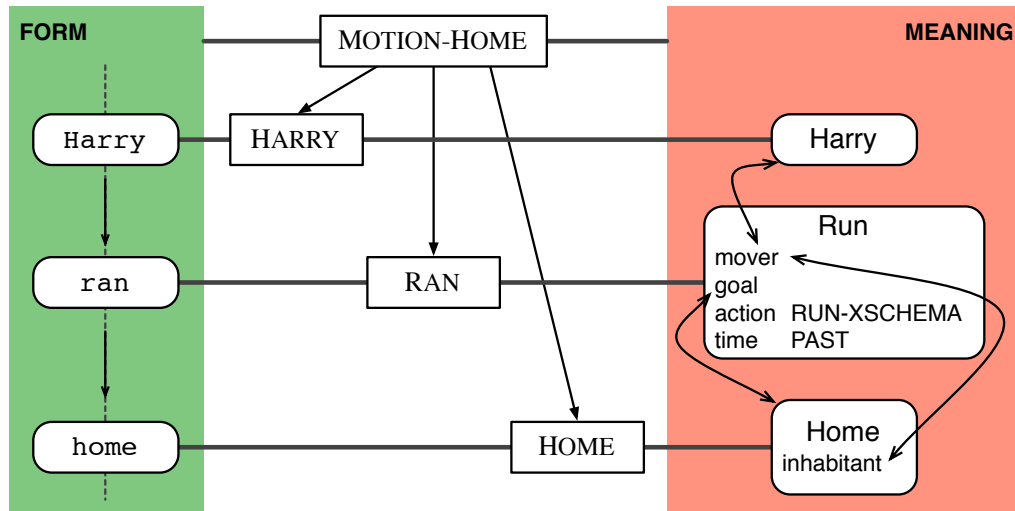 FORM
MOTION-HOME
MEANING
Harry
HARRY
Harry
Run
mover
goal
action RUN-XSCHEMA
time PAST
ran
RAN
home
HOME
Home
inhabitant